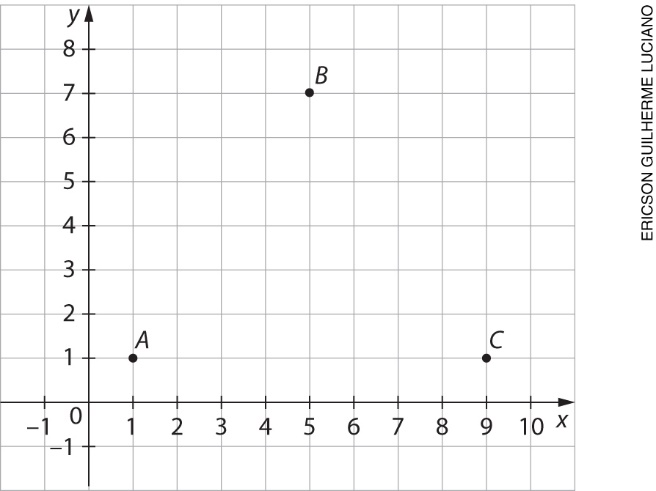 y
8
B
7
6
5
4
3
2
A
C
1
0
–1 1 2 3 4 5 6 7 8 9 10 x
–1
ERICSON GUILHERME LUCIANO